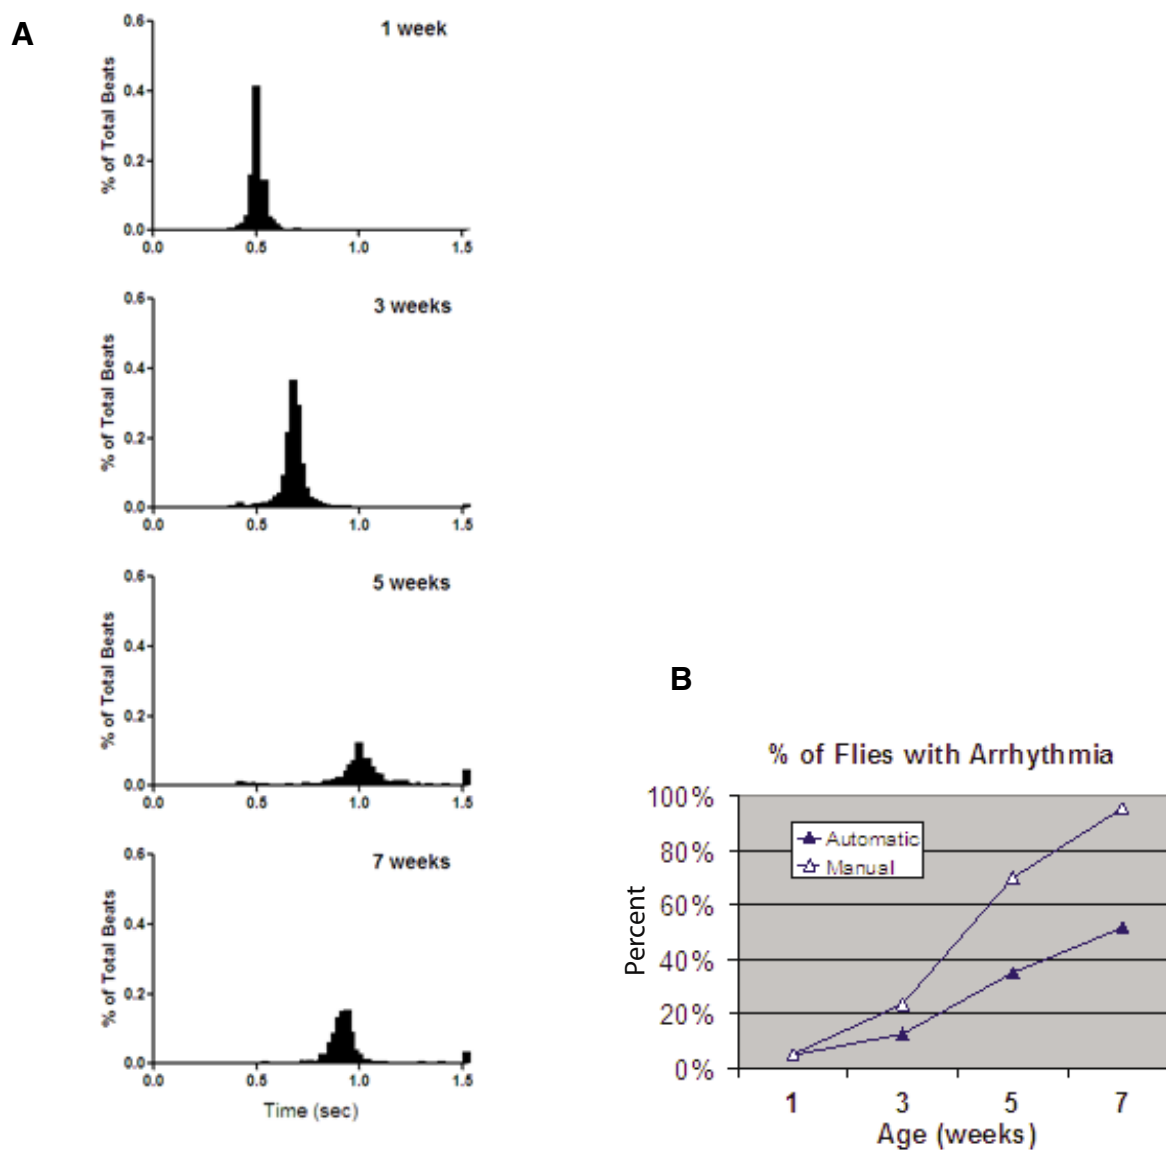 A
1 week
% of Total Beats
0.6
0.4
0.2
0.0
0.0 0.5 1.0 1.5
3 weeks
% of Total Beats
0.6
0.4
0.2
0.0
0.0 0.5 1.0 1.5
5 weeks
% of Total Beats
0.6
0.4
0.2
0.0
0.0 0.5 1.0 1.5
7 weeks
% of Total Beats
0.6
0.4
0.2
0.0
0.0 0.5 1.0 1.5
Time (sec)
B
% of Flies with Arrhythmia
Percent
100%
80%
60%
40%
20%
0%
Automatic
Manual
1 3 5 7
Age (weeks)